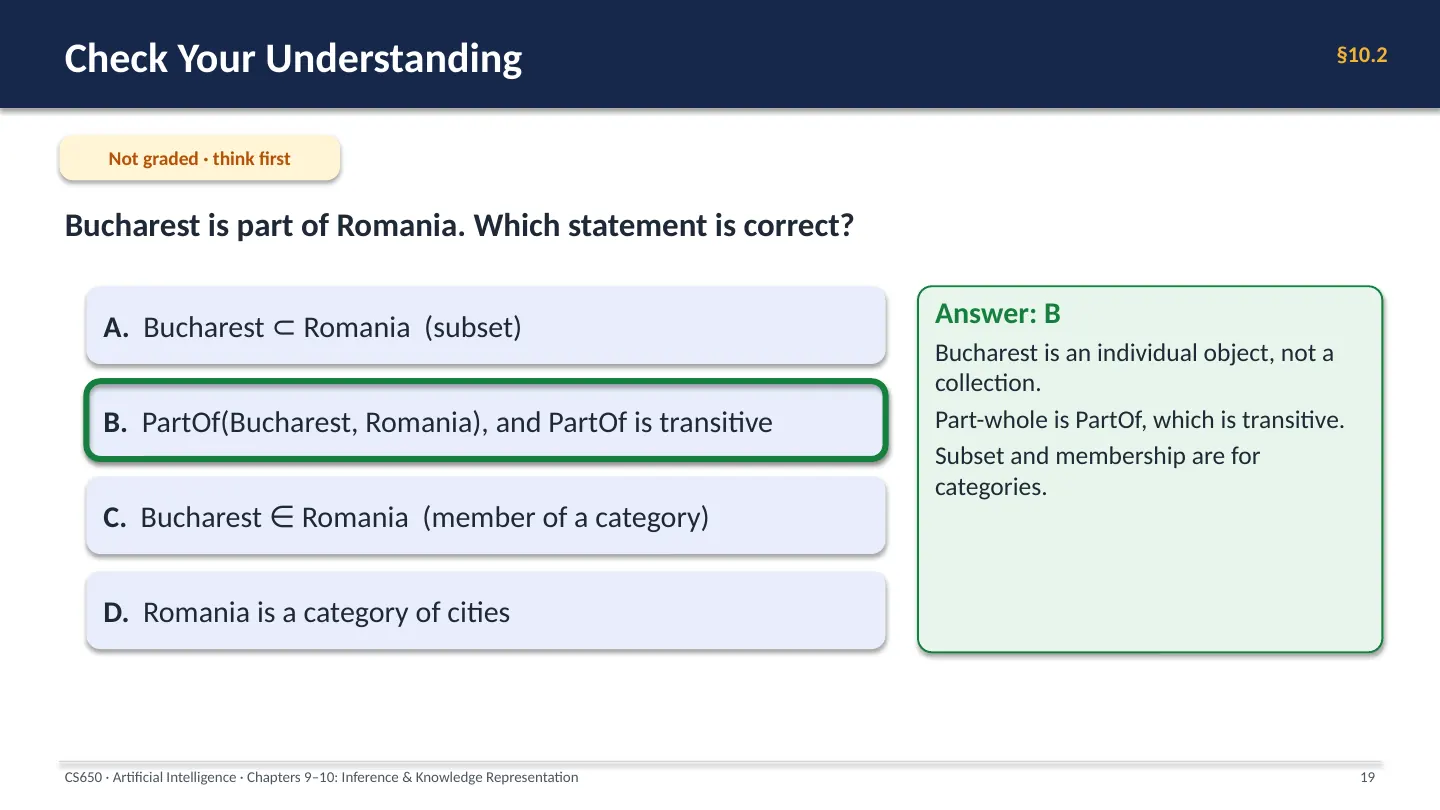 Check Your Understanding
§10.2
Not graded · think first
Bucharest is part of Romania. Which statement is correct?
A. Bucharest ⊂ Romania (subset)
B. PartOf(Bucharest, Romania), and PartOf is transitive
C. Bucharest ∈ Romania (member of a category)
D. Romania is a category of cities
Answer: B
Bucharest is an individual object, not a
collection.
Part-whole is PartOf, which is transitive.
Subset and membership are for
categories.
CS650 · Artificial Intelligence · Chapters 9–10: Inference & Knowledge Representation
19